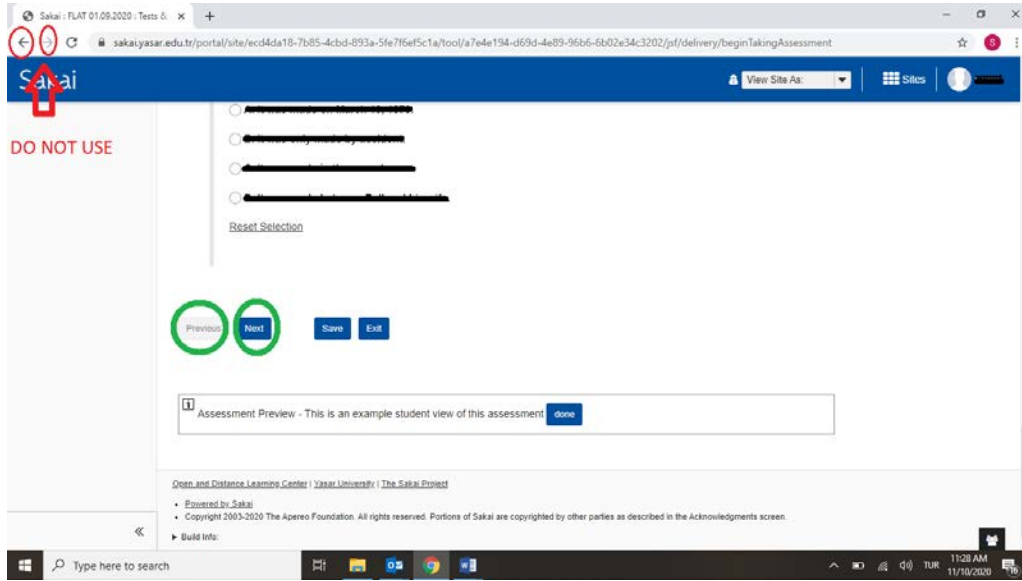 Sakai : FLAT 01.09.2020 : Tests &
sakai.yasar.edu.tr/portal/site/ecd4da18-7b85-4cbd-893a-5fe7f6ef5c1a/tool/a7e4e194-d69d-4e89-96b6-6b02e34c3202/jsf/delivery/beginTakingAssessment
S
Sakai
View Site As:
Sites
DO NOT USE
Reset Selection
Previous Next Save Exit
Assessment Preview - This is an example student view of this assessment done
Open and Distance Learning Center | Yasar University | The Sakai Project
• Powered by Sakai
• Copyright 2003-2020 The Apereo Foundation. All rights reserved. Portions of Sakai are copyrighted by other parties as described in the Acknowledgments screen.
Build Info:
Type here to search
TUR
11:28 AM
11/10/2020
16